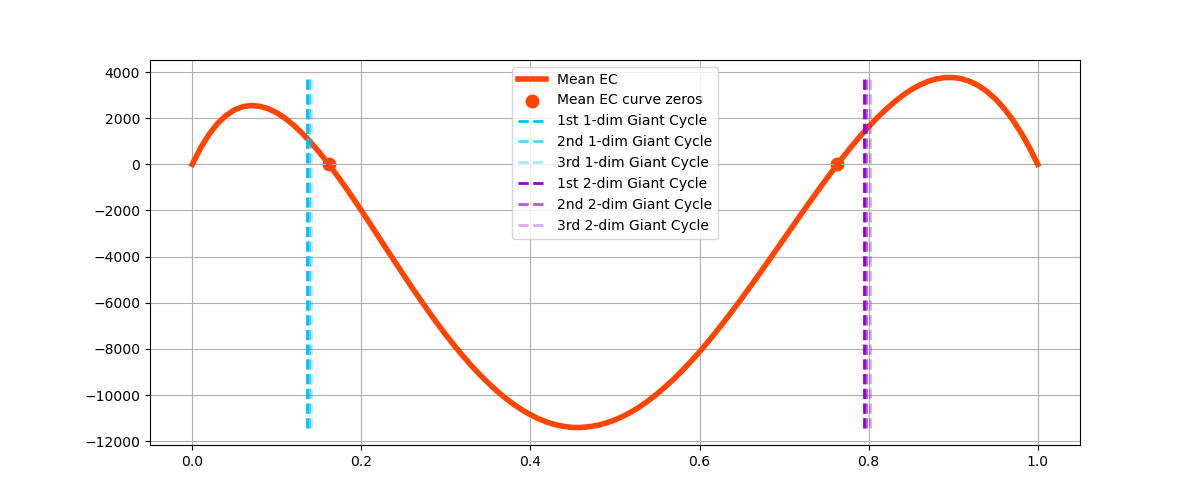 4000
2000
0
−2000
−4000
−6000
−8000
−10000
−12000
0.0
0.2
0.4
0.6
0.8
1.0
Mean EC
Mean EC curve zeros
1st 1-dim Giant Cycle
2nd 1-dim Giant Cycle
3rd 1-dim Giant Cycle
1st 2-dim Giant Cycle
2nd 2-dim Giant Cycle
3rd 2-dim Giant Cycle